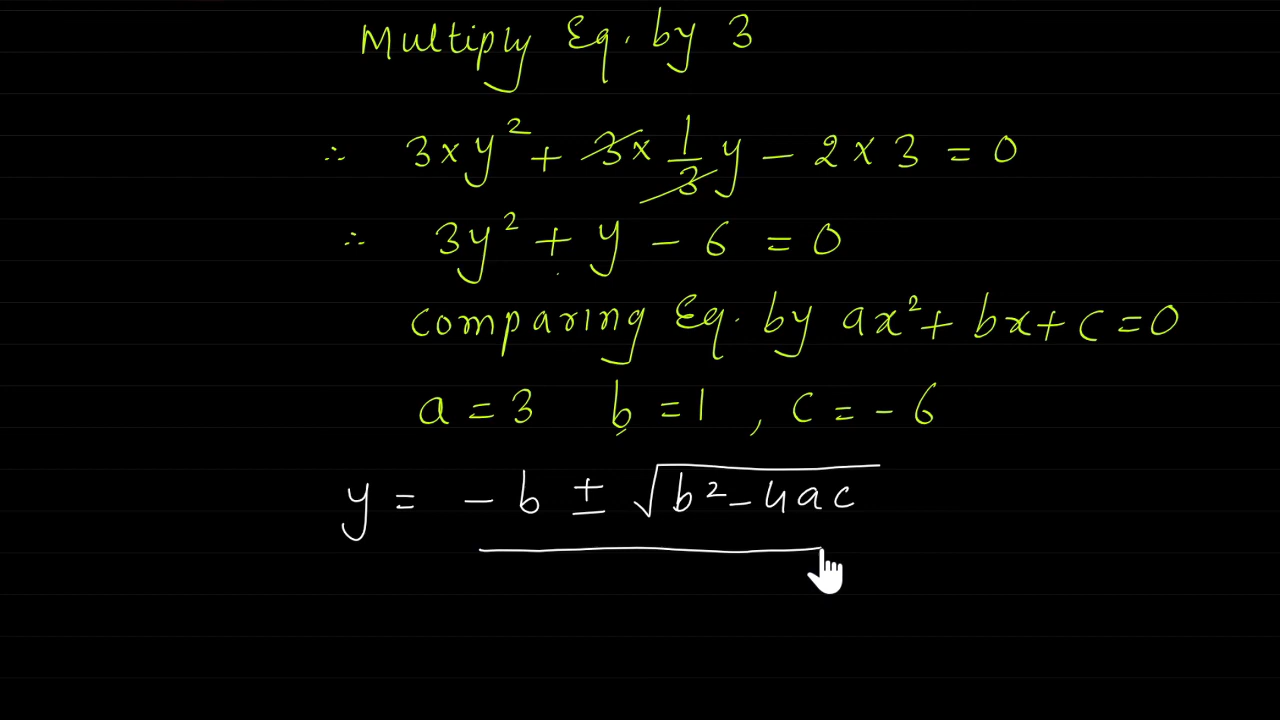 Multiply Eq. by 3
∴ 3 × y² + 3 × 1/3 y − 2 × 3 = 0
∴ 3y² + y − 6 = 0
comparing Eq. by ax² + bx + c = 0
a = 3 b = 1 , c = − 6
y = − b ± √b² − 4ac